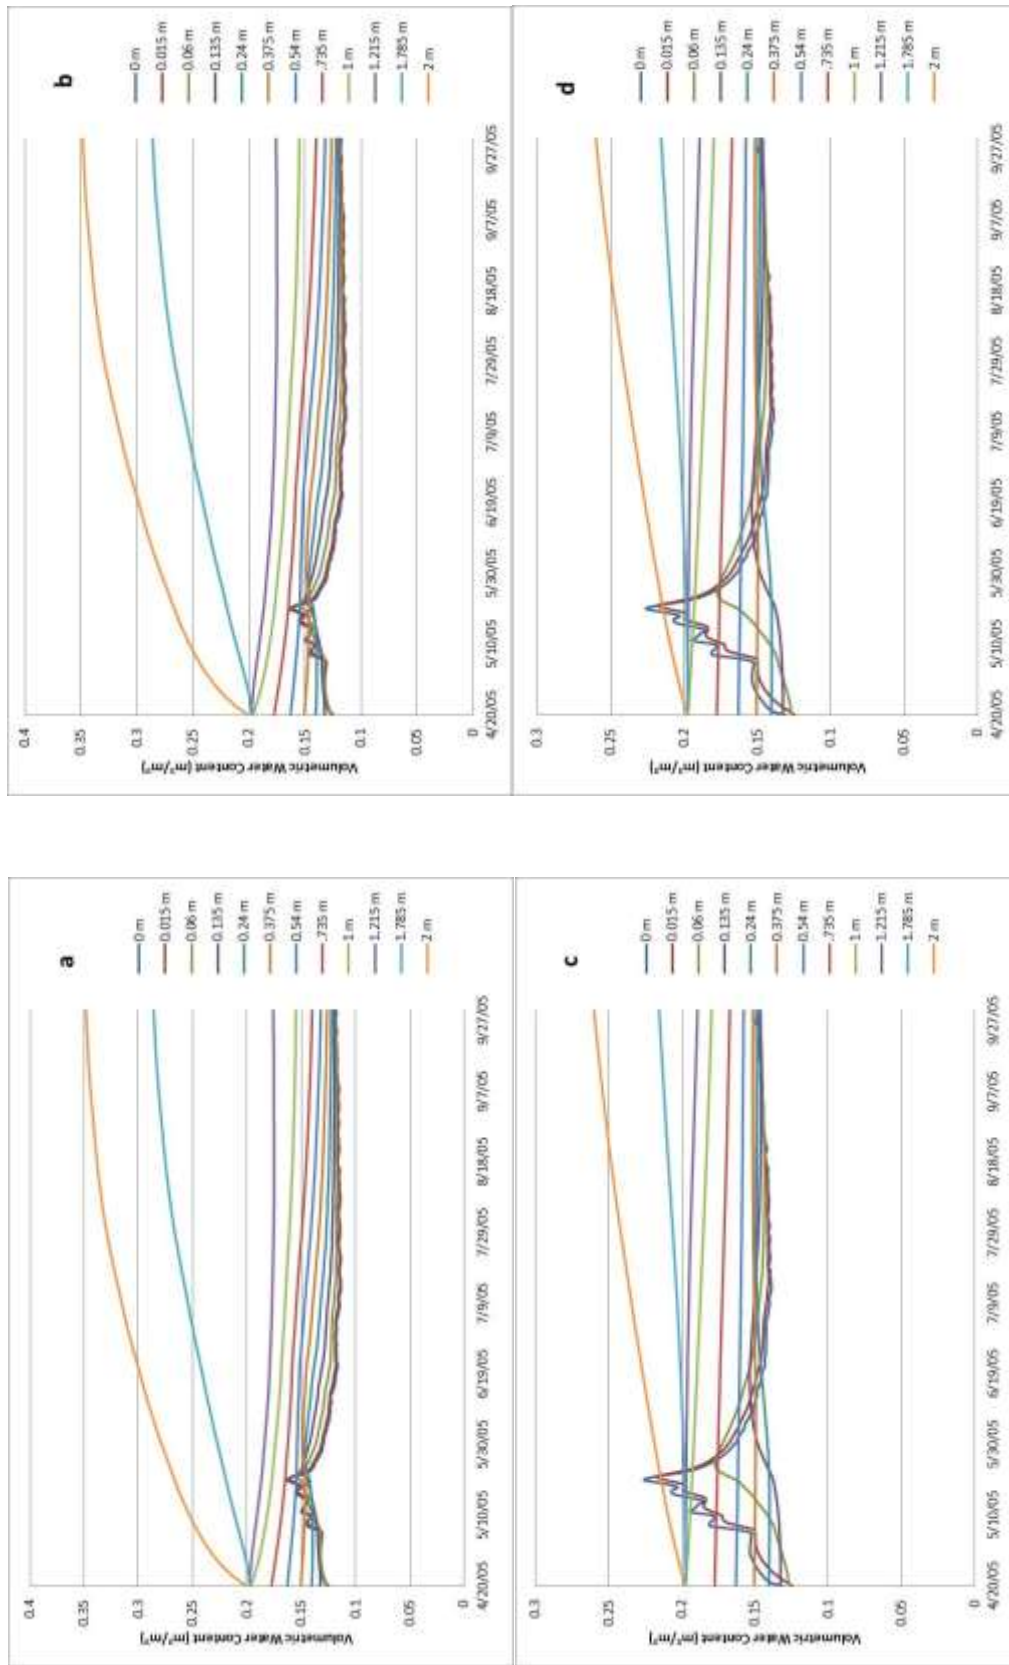 a
Volumetric Water Content (m³/m³)
0.4
0.35
0.3
0.25
0.2
0.15
0.1
0.05
0
4/20/05 5/10/05 5/30/05 6/19/05 7/9/05 7/29/05 8/18/05 9/7/05 9/27/05
0 m
0.015 m
0.06 m
0.135 m
0.24 m
0.375 m
0.54 m
.735 m
1 m
1.215 m
1.785 m
2 m
b
Volumetric Water Content (m³/m³)
0.4
0.35
0.3
0.25
0.2
0.15
0.1
0.05
0
4/20/05 5/10/05 5/30/05 6/19/05 7/9/05 7/29/05 8/18/05 9/7/05 9/27/05
0 m
0.015 m
0.06 m
0.135 m
0.24 m
0.375 m
0.54 m
.735 m
1 m
1.215 m
1.785 m
2 m
c
Volumetric Water Content (m³/m³)
0.3
0.25
0.2
0.15
0.1
0.05
0
4/20/05 5/10/05 5/30/05 6/19/05 7/9/05 7/29/05 8/18/05 9/7/05 9/27/05
0 m
0.015 m
0.06 m
0.135 m
0.24 m
0.375 m
0.54 m
.735 m
1 m
1.215 m
1.785 m
2 m
d
Volumetric Water Content (m³/m³)
0.3
0.25
0.2
0.15
0.1
0.05
0
4/20/05 5/10/05 5/30/05 6/19/05 7/9/05 7/29/05 8/18/05 9/7/05 9/27/05
0 m
0.015 m
0.06 m
0.135 m
0.24 m
0.375 m
0.54 m
.735 m
1 m
1.215 m
1.785 m
2 m